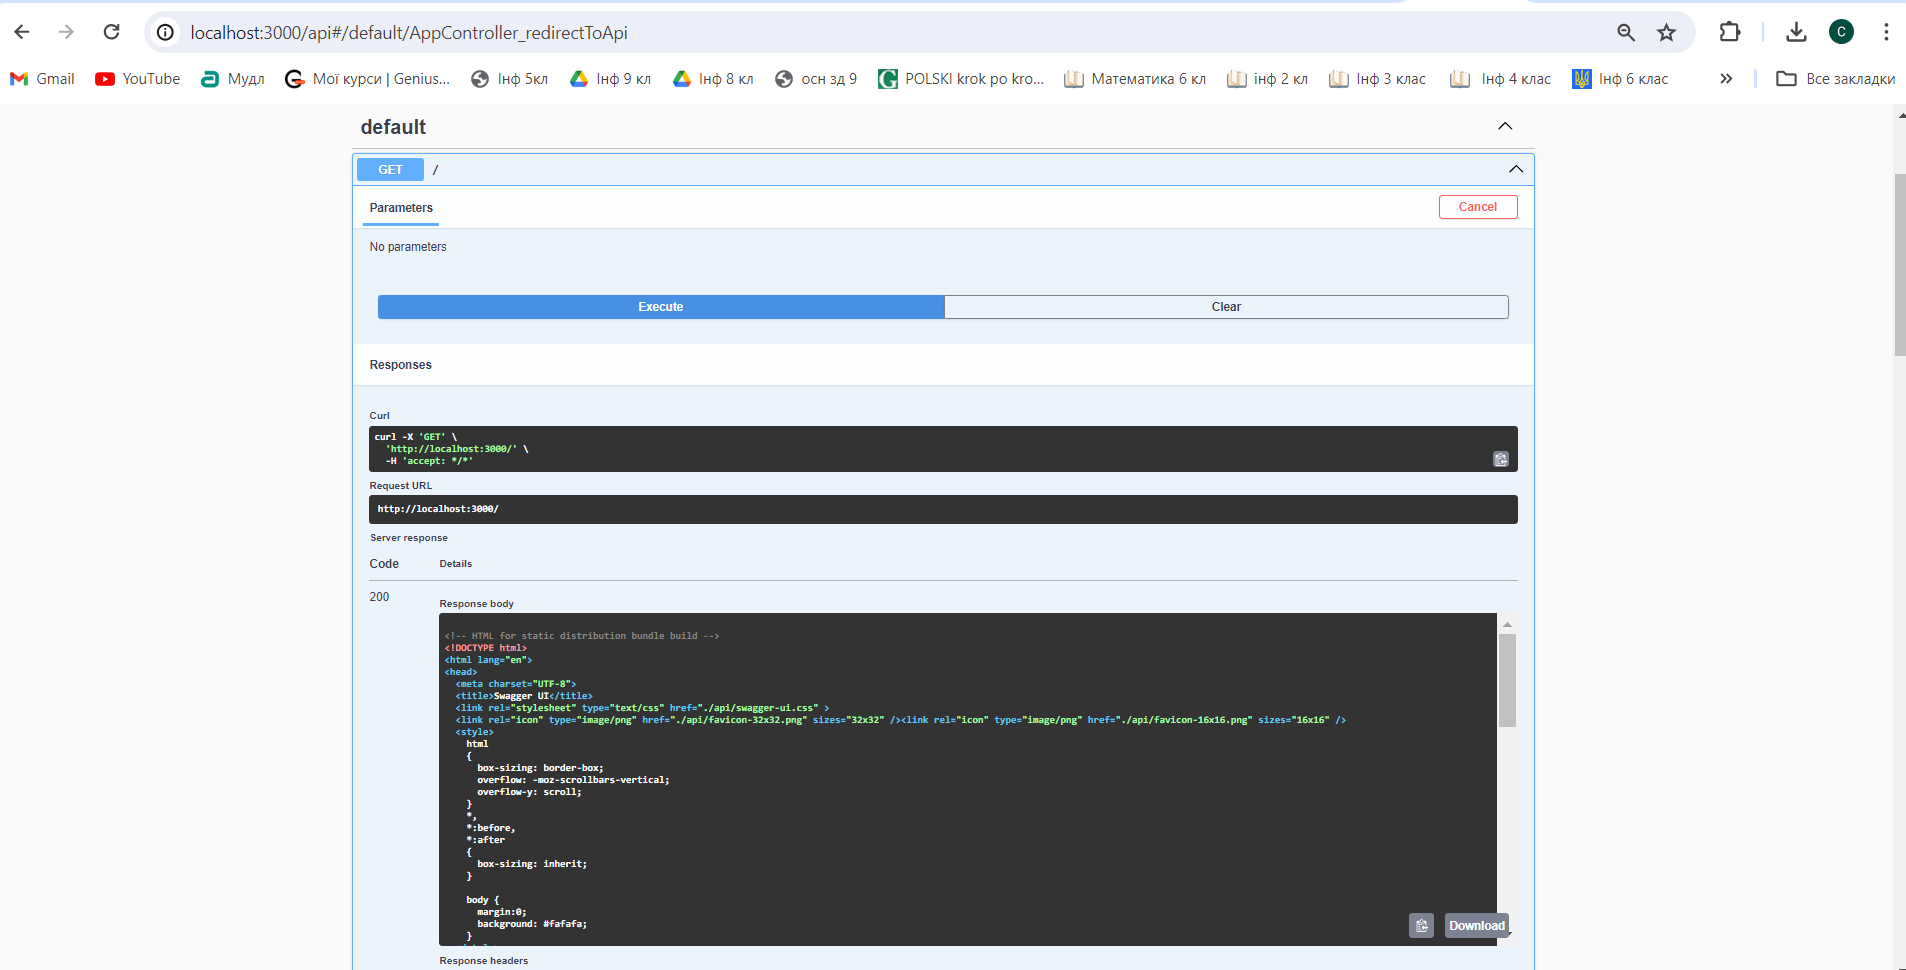 localhost:3000/api#/default/AppController_redirectToApi
C
Gmail YouTube Мудл Мої курси | Genius... Інф 5кл Інф 9 кл Інф 8 кл осн зд 9 POLSKI krok po kro... Математика 6 кл інф 2 кл Інф 3 клас Інф 4 клас Інф 6 клас » Все закладки
default
GET /
Parameters Cancel
No parameters
Execute Clear
Responses
Curl
curl -X 'GET' \
'http://localhost:3000/' \
-H 'accept: */*'
Request URL
http://localhost:3000/
Server response
Code Details
200
Response body
<!-- HTML for static distribution bundle build -->
<!DOCTYPE html>
<html lang="en">
<head>
<meta charset="UTF-8">
<title>Swagger UI</title>
<link rel="stylesheet" type="text/css" href="./api/swagger-ui.css" >
<link rel="icon" type="image/png" href="./api/favicon-32x32.png" sizes="32x32" /><link rel="icon" type="image/png" href="./api/favicon-16x16.png" sizes="16x16" />
<style>
html
{
box-sizing: border-box;
overflow: -moz-scrollbars-vertical;
overflow-y: scroll;
}
*,
*:before,
*:after
{
box-sizing: inherit;
}
body {
margin:0;
background: #fafafa;
}
Download
Response headers